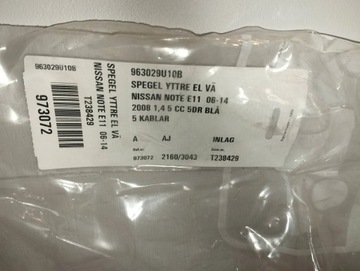 963029U10B
SPEGEL YTTRE EL VÄ
NISSAN NOTE E11 06-14
T238429
973072
963029U10B
SPEGEL YTTRE EL VÄ
NISSAN NOTE E11 06-14
2008 1,4 5 CC 5DR BLÅ
5 KABLAR
A AJ INLAG
973072 2160/3043 T238429